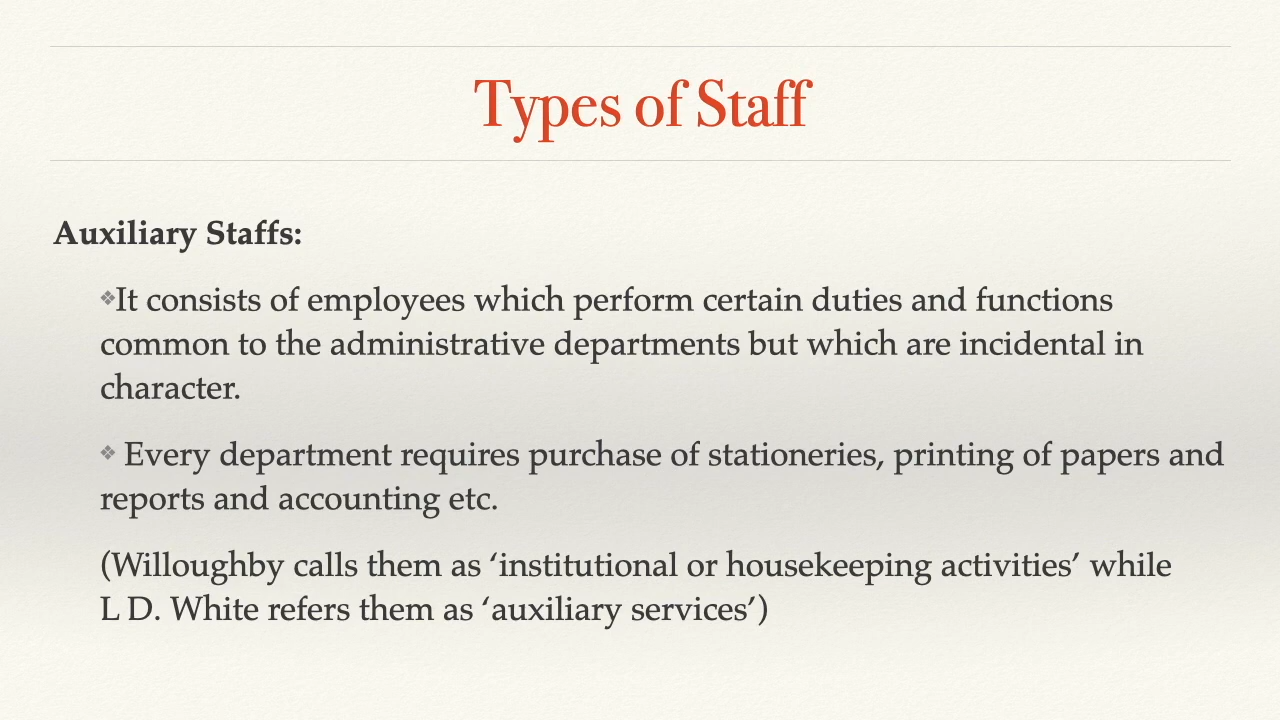 Types of Staff
Auxiliary Staffs:
❖It consists of employees which perform certain duties and functions
common to the administrative departments but which are incidental in
character.
❖ Every department requires purchase of stationeries, printing of papers and
reports and accounting etc.
(Willoughby calls them as ‘institutional or housekeeping activities’ while
L D. White refers them as ‘auxiliary services’)